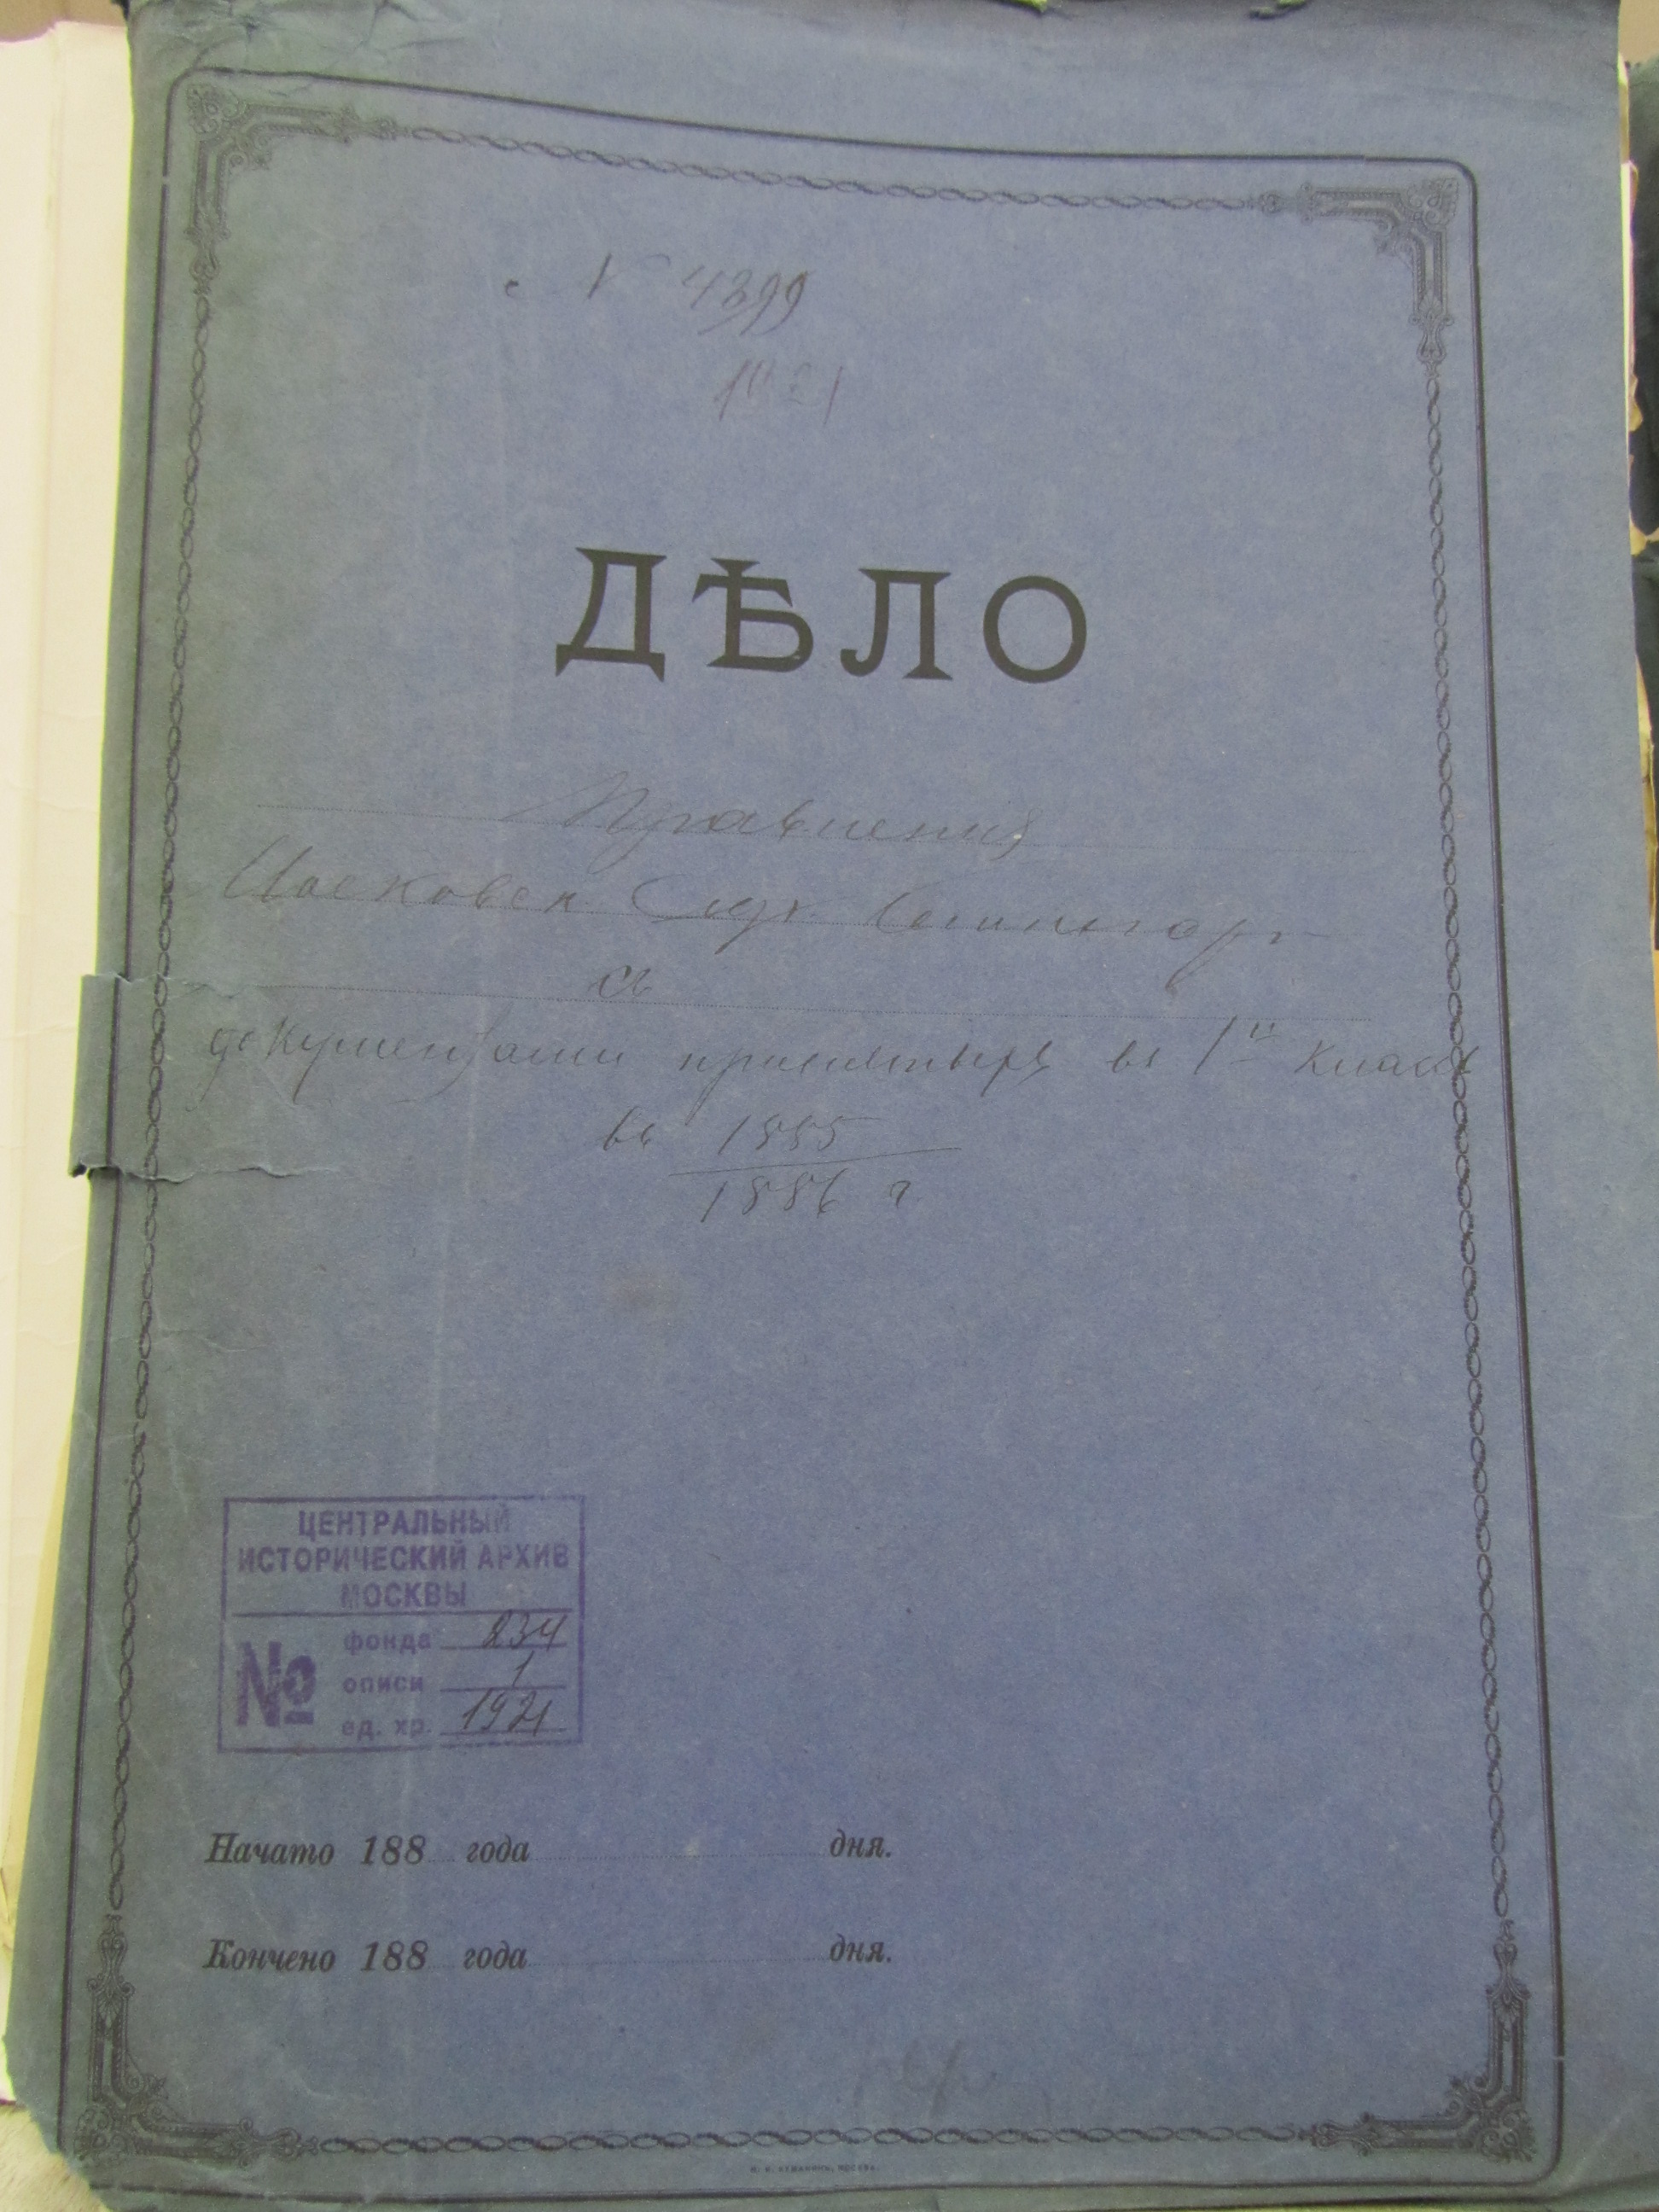 № 4399
ДѢЛО
Правленія
Московск. Дух. Семинаріи
съ
документами принятыхъ въ 1й классъ
въ 1885
1886 г.
ЦЕНТРАЛЬНЫЙ
ИСТОРИЧЕСКИЙ АРХИВ
МОСКВЫ
№
фонда 234
описи 1
ед. хр. 1921
Начато 188 года дня.
Кончено 188 года дня.